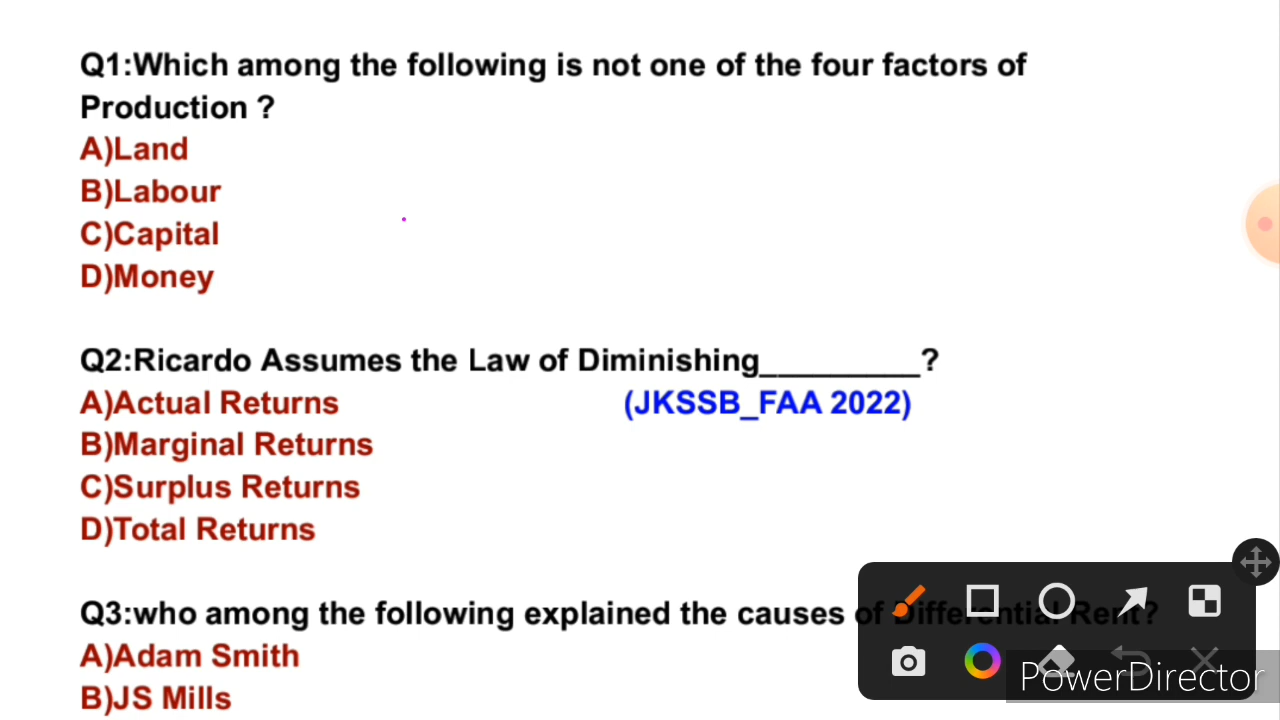 Q1:Which among the following is not one of the four factors of
Production ?
A)Land
B)Labour
C)Capital
D)Money
Q2:Ricardo Assumes the Law of Diminishing_________?
A)Actual Returns
(JKSSB_FAA 2022)
B)Marginal Returns
C)Surplus Returns
D)Total Returns
Q3:who among the following explained the causes of Differential Rent?
A)Adam Smith
B)JS Mills
PowerDirector